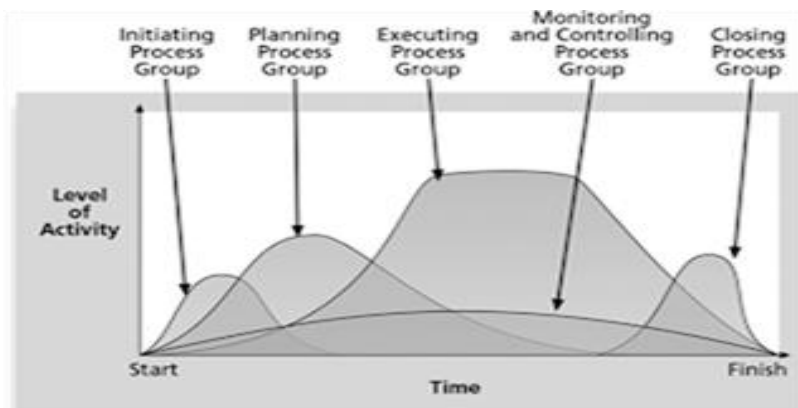 Initiating
Process
Group
Planning
Process
Group
Executing
Process
Group
Monitoring
and Controlling
Process
Group
Closing
Process
Group
Level
of
Activity
Start
Finish
Time